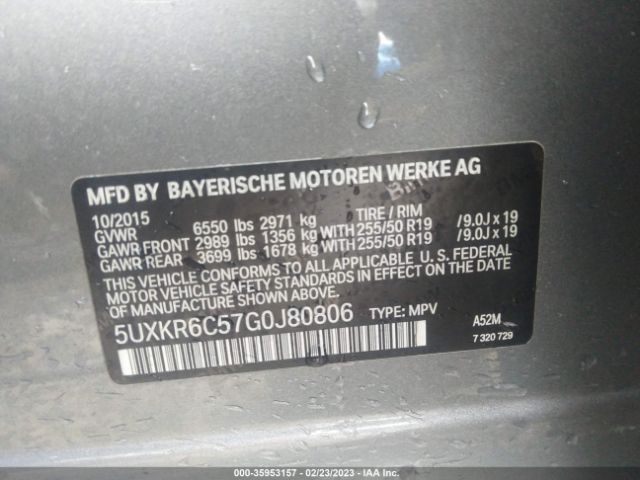 MFD BY BAYERISCHE MOTOREN WERKE AG
10/2015 TIRE / RIM
GVWR 6550 lbs 2971 kg
GAWR FRONT 2989 lbs 1356 kg WITH 255/50 R19 /9.0J x 19
GAWR REAR 3699 lbs 1678 kg WITH 255/50 R19 /9.0J x 19
THIS VEHICLE CONFORMS TO ALL APPLICABLE U. S. FEDERAL
MOTOR VEHICLE SAFETY STANDARDS IN EFFECT ON THE DATE
OF MANUFACTURE SHOWN ABOVE.
5UXKR6C57G0J80806 TYPE: MPV A52M
7 320 729
000-35953157 - 02/23/2023 - IAA Inc.